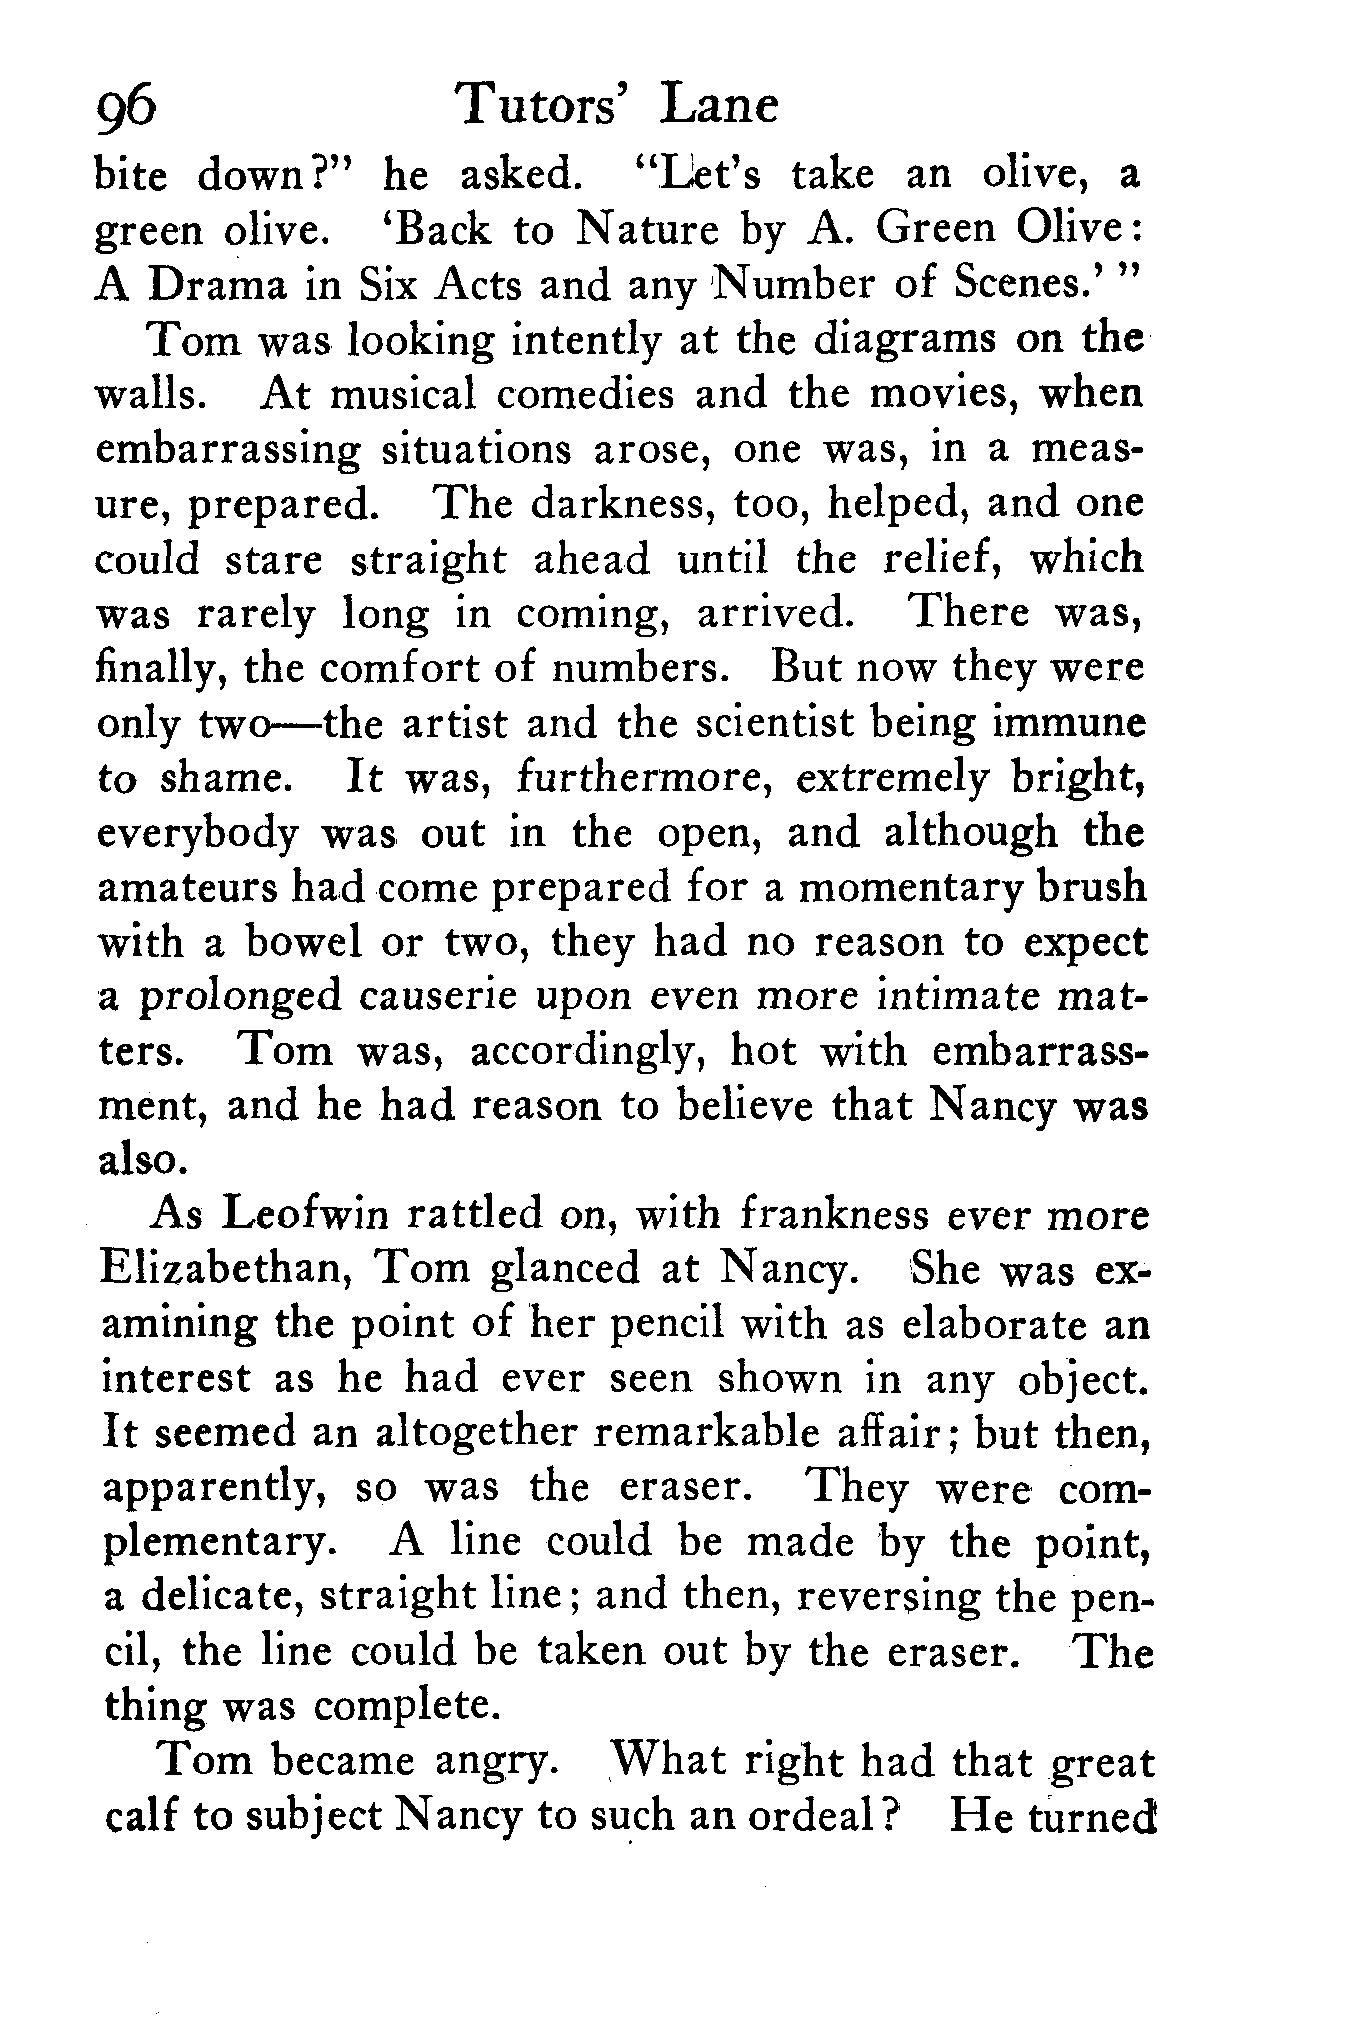 96 Tutors' Lane
bite down?" he asked. "Let's take an olive, a
green olive. 'Back to Nature by A. Green Olive:
A Drama in Six Acts and any Number of Scenes.' "
Tom was looking intently at the diagrams on the
walls. At musical comedies and the movies, when
embarrassing situations arose, one was, in a meas-
ure, prepared. The darkness, too, helped, and one
could stare straight ahead until the relief, which
was rarely long in coming, arrived. There was,
finally, the comfort of numbers. But now they were
only two—the artist and the scientist being immune
to shame. It was, furthermore, extremely bright,
everybody was out in the open, and although the
amateurs had come prepared for a momentary brush
with a bowel or two, they had no reason to expect
a prolonged causerie upon even more intimate mat-
ters. Tom was, accordingly, hot with embarrass-
ment, and he had reason to believe that Nancy was
also.
As Leofwin rattled on, with frankness ever more
Elizabethan, Tom glanced at Nancy. She was ex-
amining the point of her pencil with as elaborate an
interest as he had ever seen shown in any object.
It seemed an altogether remarkable affair; but then,
apparently, so was the eraser. They were com-
plementary. A line could be made by the point,
a delicate, straight line; and then, reversing the pen-
cil, the line could be taken out by the eraser. The
thing was complete.
Tom became angry. What right had that great
calf to subject Nancy to such an ordeal? He turned